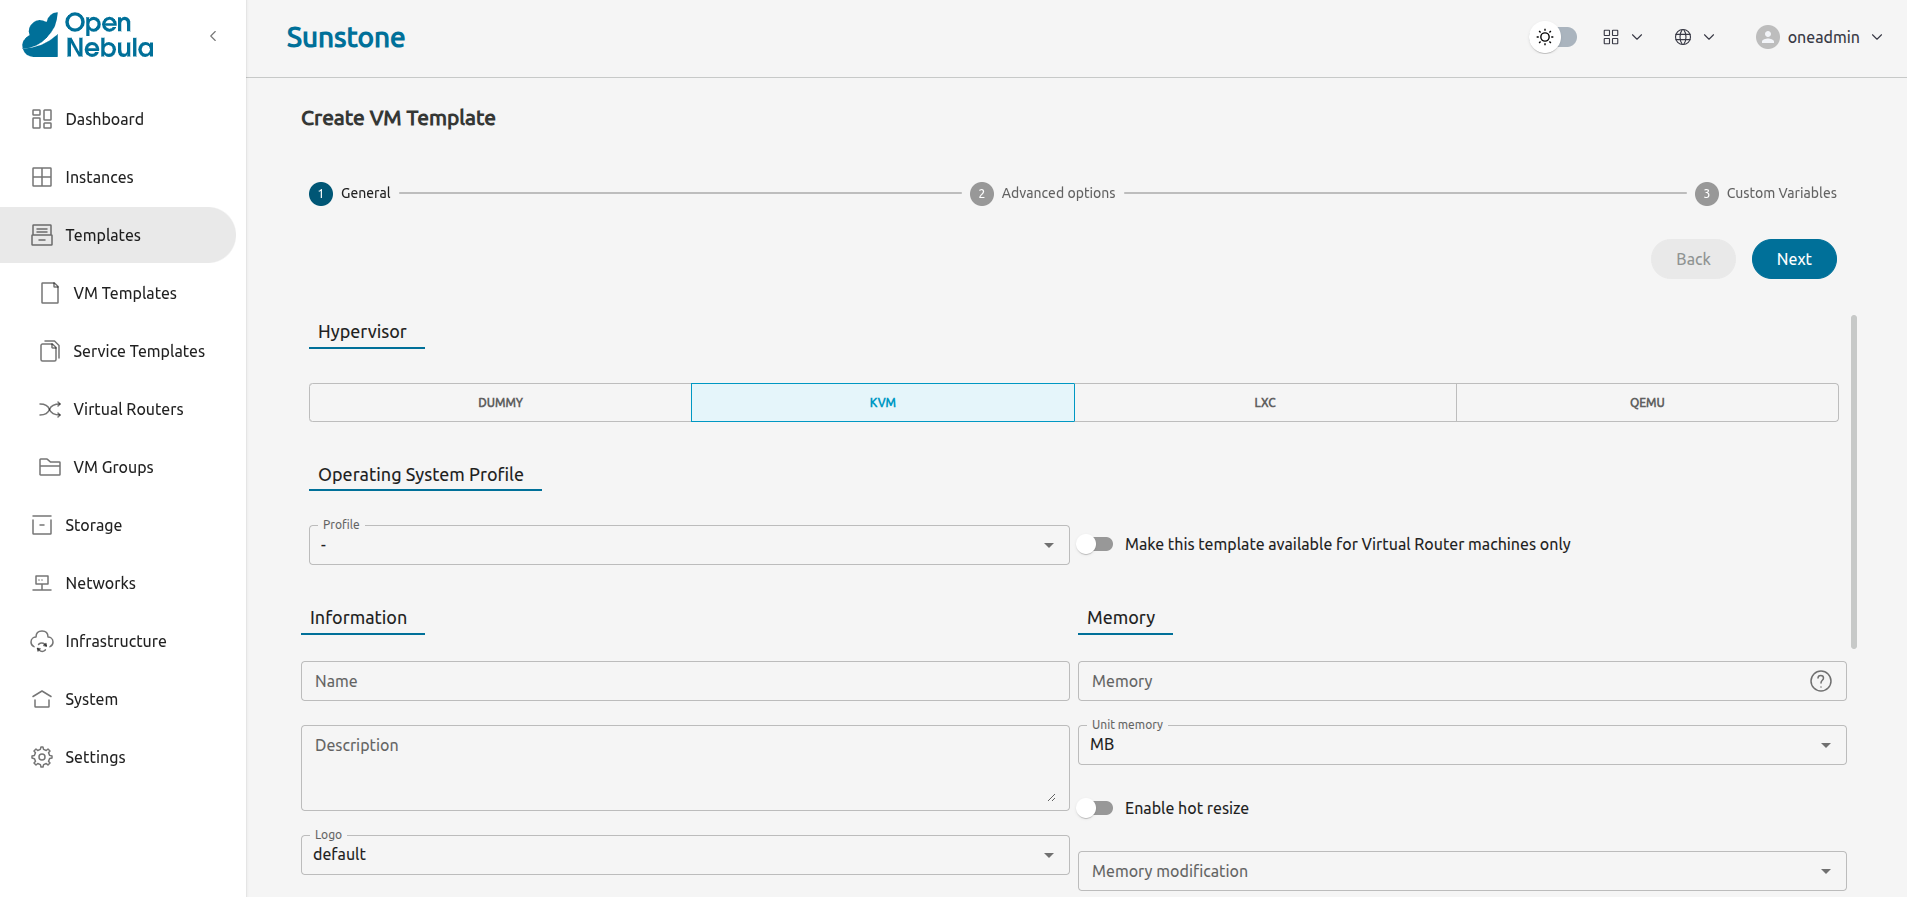 Open
Nebula
Sunstone
oneadmin
Dashboard
Instances
Templates
VM Templates
Service Templates
Virtual Routers
VM Groups
Storage
Networks
Infrastructure
System
Settings
Create VM Template
1 General
2 Advanced options
3 Custom Variables
Back
Next
Hypervisor
DUMMY
KVM
LXC
QEMU
Operating System Profile
Profile
-
Make this template available for Virtual Router machines only
Information
Name
Description
Logo
default
Memory
Memory
?
Unit memory
MB
Enable hot resize
Memory modification